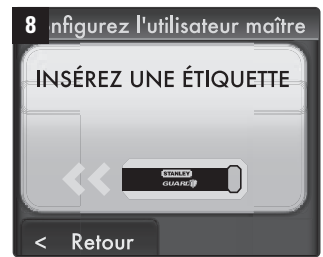 8 nfigurez l'utilisateur maître
INSÉREZ UNE ÉTIQUETTE
STANLEY
GUARD
< Retour